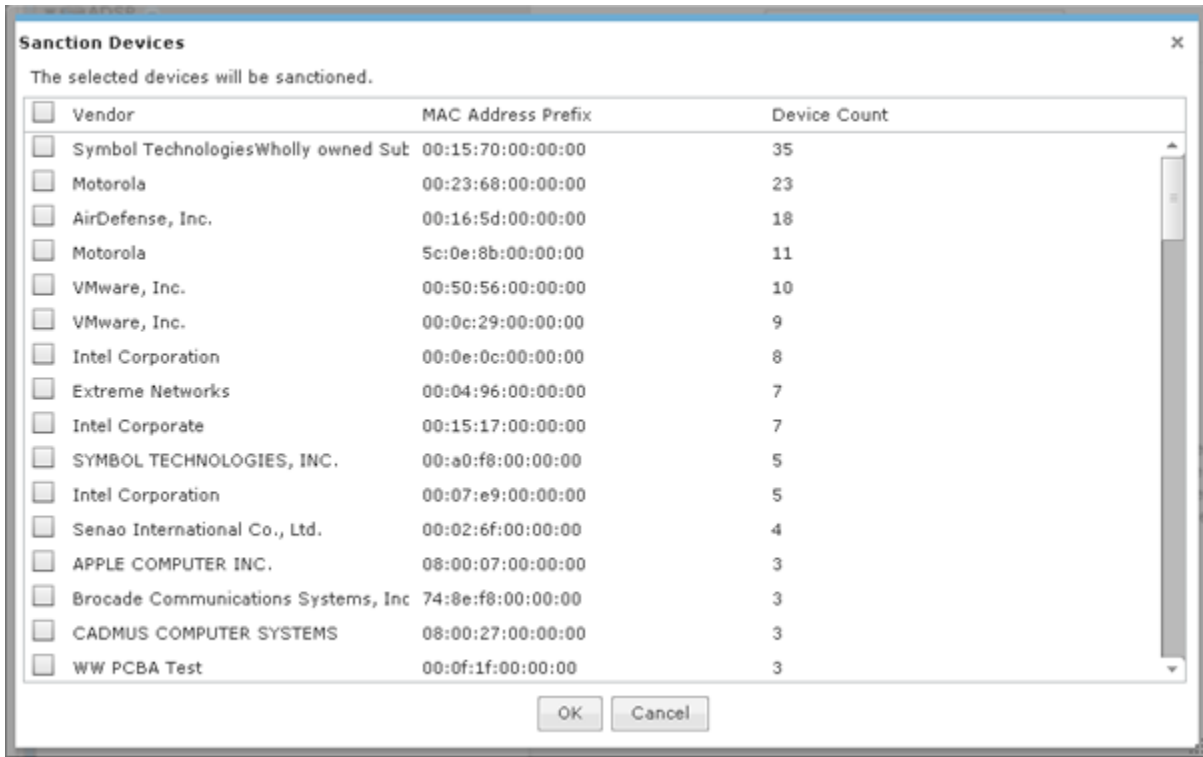 Sanction Devices
The selected devices will be sanctioned.
Vendor MAC Address Prefix Device Count
Symbol TechnologiesWholly owned Sub 00:15:70:00:00:00 35
Motorola 00:23:68:00:00:00 23
AirDefense, Inc. 00:16:5d:00:00:00 18
Motorola 5c:0e:8b:00:00:00 11
VMware, Inc. 00:50:56:00:00:00 10
VMware, Inc. 00:0c:29:00:00:00 9
Intel Corporation 00:0e:0c:00:00:00 8
Extreme Networks 00:04:96:00:00:00 7
Intel Corporate 00:15:17:00:00:00 7
SYMBOL TECHNOLOGIES, INC. 00:a0:f8:00:00:00 5
Intel Corporation 00:07:e9:00:00:00 5
Senao International Co., Ltd. 00:02:6f:00:00:00 4
APPLE COMPUTER INC. 08:00:07:00:00:00 3
Brocade Communications Systems, Inc 74:8e:f8:00:00:00 3
CADMUS COMPUTER SYSTEMS 08:00:27:00:00:00 3
WW PCBA Test 00:0f:1f:00:00:00 3
OK Cancel